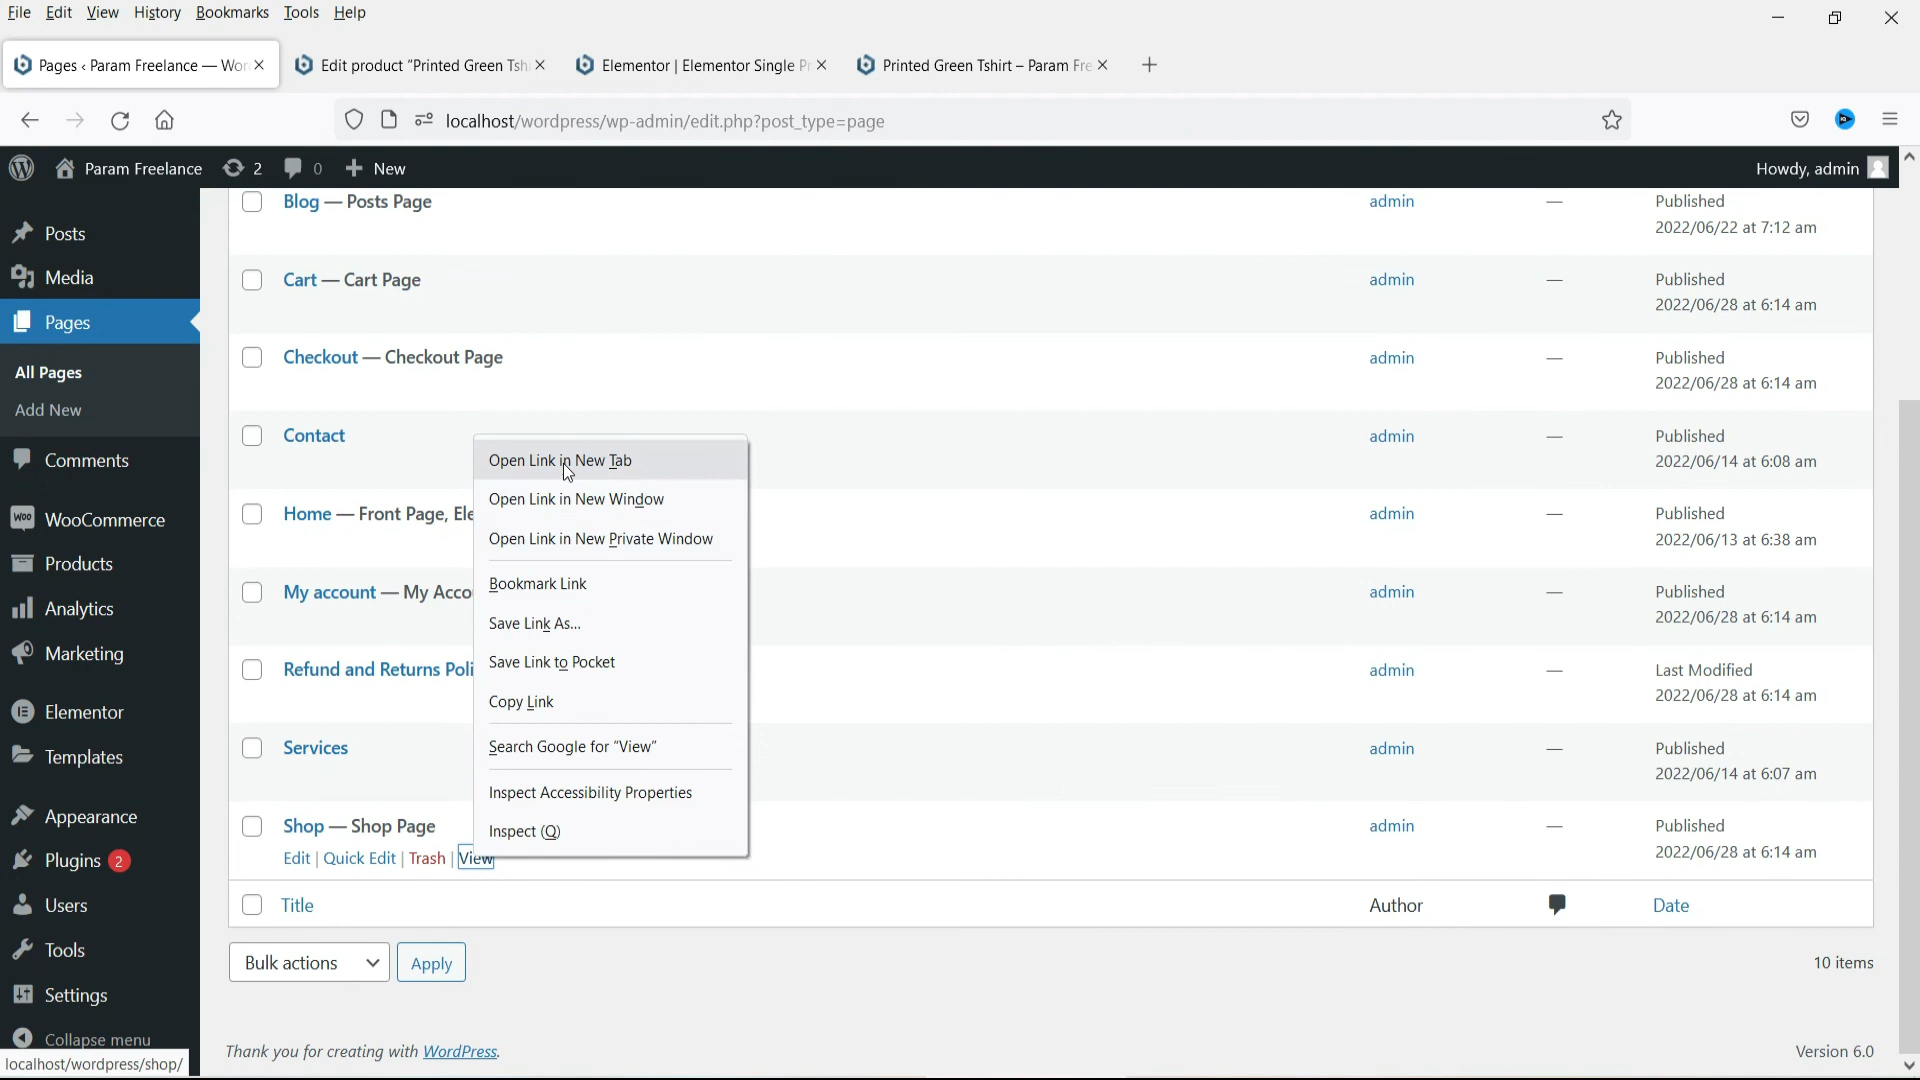 File Edit View History Bookmarks Tools Help
Pages ‹ Param Freelance — Wor
Edit product "Printed Green Tshi
Elementor | Elementor Single Pr
Printed Green Tshirt – Param Fre
localhost/wordpress/wp-admin/edit.php?post_type=page
Param Freelance 2 0 New Howdy, admin
Posts
Media
Pages
All Pages
Add New
Comments
WooCommerce
Products
Analytics
Marketing
Elementor
Templates
Appearance
Plugins 2
Users
Tools
Settings
Collapse menu
localhost/wordpress/shop/
Blog — Posts Page admin — Published
2022/06/22 at 7:12 am
Cart — Cart Page admin — Published
2022/06/28 at 6:14 am
Checkout — Checkout Page admin — Published
2022/06/28 at 6:14 am
Contact admin — Published
2022/06/14 at 6:08 am
Home — Front Page, Ele admin — Published
2022/06/13 at 6:38 am
My account — My Acco admin — Published
2022/06/28 at 6:14 am
Refund and Returns Poli admin — Last Modified
2022/06/28 at 6:14 am
Services admin — Published
2022/06/14 at 6:07 am
Shop — Shop Page admin — Published
2022/06/28 at 6:14 am
Edit | Quick Edit | Trash | View
Title Author Date
Bulk actions Apply 10 items
Thank you for creating with WordPress. Version 6.0
Open Link in New Tab
Open Link in New Window
Open Link in New Private Window
Bookmark Link
Save Link As...
Save Link to Pocket
Copy Link
Search Google for "View"
Inspect Accessibility Properties
Inspect (Q)